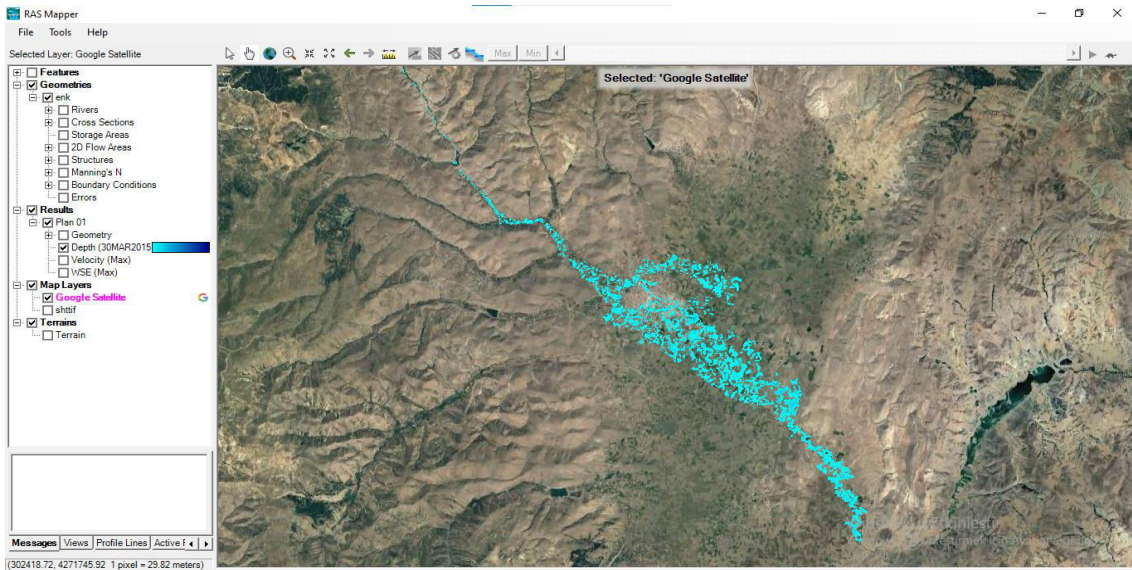 RAS Mapper
File Tools Help
Selected Layer: Google Satellite
Max Min
Selected: 'Google Satellite'
Features
Geometries
enk
Rivers
Cross Sections
Storage Areas
2D Flow Areas
Structures
Manning's N
Boundary Conditions
Errors
Results
Plan 01
Geometry
Depth (30MAR2015
Velocity (Max)
WSE (Max)
Map Layers
Google Satellite
shttif
Terrains
Terrain
Messages Views Profile Lines Active
(302418.72, 4271745.92 1 pixel = 29.82 meters)